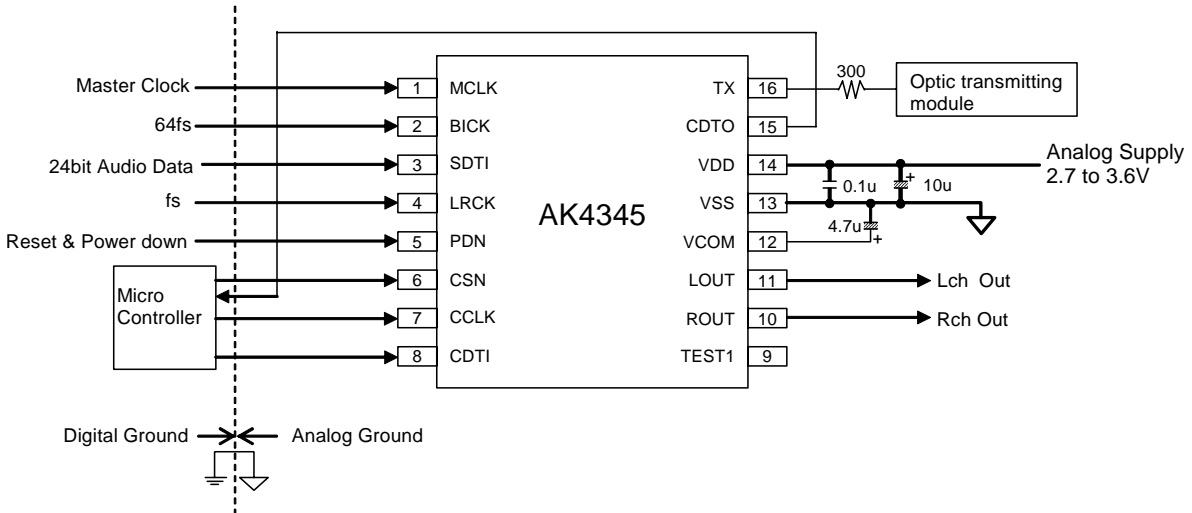 Master Clock
64fs
24bit Audio Data
fs
Reset & Power down
Micro
Controller
1 MCLK
2 BICK
3 SDTI
4 LRCK
5 PDN
6 CSN
7 CCLK
8 CDTI
AK4345
TX 16
CDTO 15
VDD 14
VSS 13
VCOM 12
LOUT 11
ROUT 10
TEST1 9
300
Optic transmitting
module
Analog Supply
2.7 to 3.6V
0.1u
+
10u
4.7u
+
Lch Out
Rch Out
Digital Ground
Analog Ground